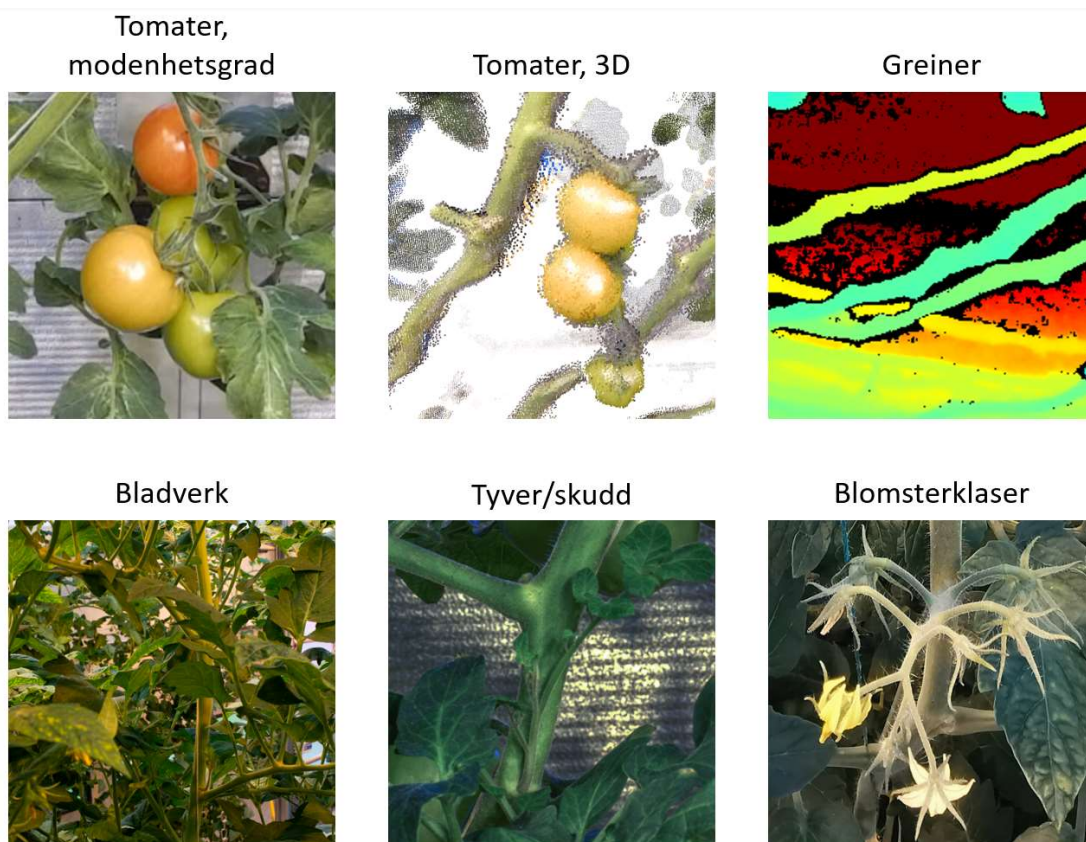 Tomater,
modenhetsgrad
Tomater, 3D
Greiner
Bladverk
Tyver/skudd
Blomsterklaser